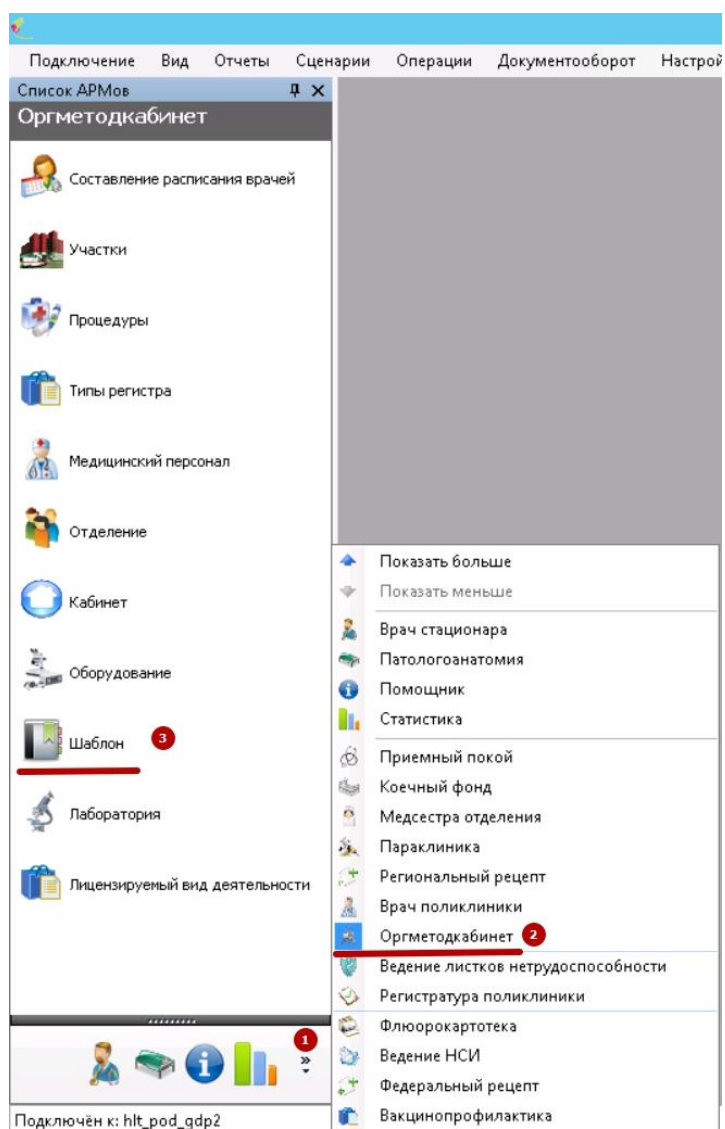 Подключение Вид Отчеты Сценарии Операции Документооборот Настрой
Список АРМов
Оргметодкабинет
Составление расписания врачей
Участки
Процедуры
Типы регистра
Медицинский персонал
Отделение
Кабинет
Оборудование
Шаблон 3
Лаборатория
Лицензируемый вид деятельности
1
Подключён к: hlt_pod_gdp2
Показать больше
Показать меньше
Врач стационара
Патологоанатомия
Помощник
Статистика
Приемный покой
Коечный фонд
Медсестра отделения
Параклиника
Региональный рецепт
Врач поликлиники
Оргметодкабинет 2
Ведение листков нетрудоспособности
Регистратура поликлиники
Флюорокартотека
Ведение НСИ
Федеральный рецепт
Вакцинопрофилактика